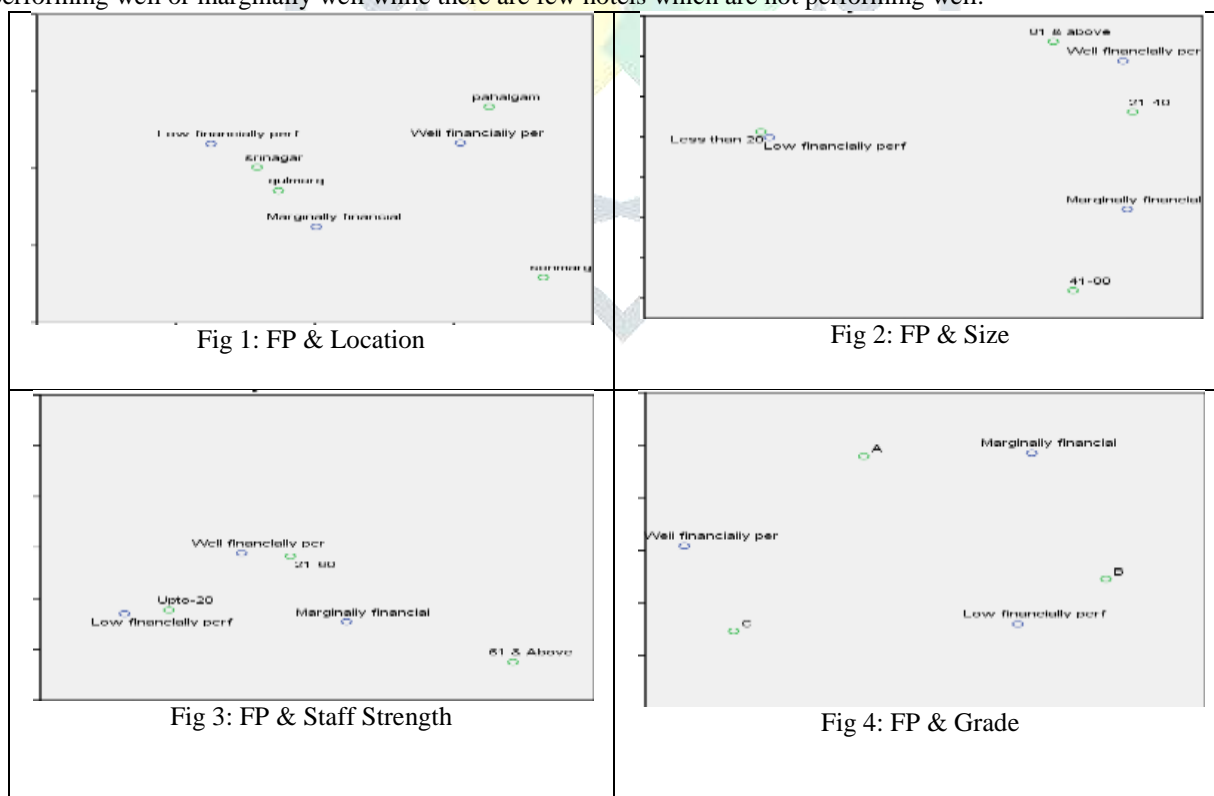 performing well or marginally well while there are few hotels which are not performing well.
pahalgam
Low financially perf
Well financially per
srinagar
gulmarg
Marginally financial
sonmarg
Fig 1: FP & Location
& above
Well financially per
21-40
Less than 20
Low financially perf
Marginally financial
Fig 2: FP & Size
Well financially per
Upto-20
Low financially perf
Marginally financial
61 & Above
Fig 3: FP & Staff Strength
A
Marginally financial
Well financially per
B
Low financially perf
C
Fig 4: FP & Grade